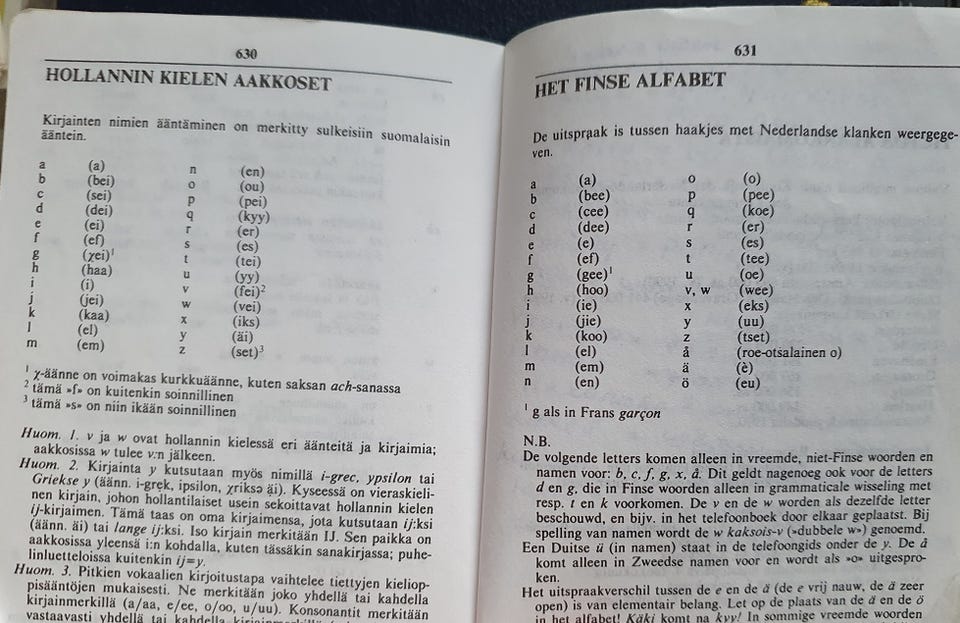 630
HOLLANNIN KIELEN AAKKOSET
Kirjainten nimien ääntäminen on merkitty sulkeisiin suomalaisin
ääntein.
a (a) n (en)
b (bei) o (ou)
c (sei) p (pei)
d (dei) q (kyy)
e (ei) r (er)
f (ef) s (es)
g (χei)¹ t (tei)
h (haa) u (yy)
i (i) v (fei)²
j (jei) w (vei)
k (kaa) x (iks)
l (el) y (äi)
m (em) z (set)³
¹ χ-äänne on voimakas kurkkuäänne, kuten saksan ach-sanassa
² tämä »f» on kuitenkin soinnillinen
³ tämä »s» on niin ikään soinnillinen
Huom. 1. v ja w ovat hollannin kielessä eri äänteitä ja kirjaimia;
aakkosissa w tulee v:n jälkeen.
Huom. 2. Kirjainta y kutsutaan myös nimillä i-grec, ypsilon tai
Griekse y (äänn. i-gręk, ipsilon, χriksə äi). Kyseessä on vieraskieli-
nen kirjain, johon hollantilaiset usein sekoittavat hollannin kielen
ij-kirjaimen. Tämä taas on oma kirjaimensa, jota kutsutaan ij:ksi
(äänn. äi) tai lange ij:ksi. Iso kirjain merkitään IJ. Sen paikka on
aakkosissa yleensä i:n kohdalla, kuten tässäkin sanakirjassa; puhe-
linluetteloissa kuitenkin ij=y.
Huom. 3. Pitkien vokaalien kirjoitustapa vaihtelee tiettyjen kieliop-
pisääntöjen mukaisesti. Ne merkitään joko yhdellä tai kahdella
kirjainmerkillä (a/aa, e/ee, o/oo, u/uu). Konsonantit merkitään
vastaavasti yhdellä tai kahdella kirjainmerkillä
631
HET FINSE ALFABET
De uitspraak is tussen haakjes met Nederlandse klanken weergege-
ven.
a (a) o (o)
b (bee) p (pee)
c (cee) q (koe)
d (dee) r (er)
e (e) s (es)
f (ef) t (tee)
g (gee)¹ u (oe)
h (hoo) v, w (wee)
i (ie) x (eks)
j (jie) y (uu)
k (koo) z (tset)
l (el) å (roe-otsalainen o)
m (em) ä (è)
n (en) ö (eu)
¹ g als in Frans garçon
N.B.
De volgende letters komen alleen in vreemde, niet-Finse woorden en
namen voor: b, c, f, g, x, å. Dit geldt nagenoeg ook voor de letters
d en g, die in Finse woorden alleen in grammaticale wisseling met
resp. t en k voorkomen. De v en de w worden als dezelfde letter
beschouwd, en bijv. in het telefoonboek door elkaar geplaatst. Bij
spelling van namen wordt de w kaksois-v (»dubbele w») genoemd.
Een Duitse ü (in namen) staat in de telefoongids onder de y. De å
komt alleen in Zweedse namen voor en wordt als »o» uitgespro-
ken.
Het uitspraakverschil tussen de e en de ä (de e vrij nauw, de ä zeer
open) is van elementair belang. Let op de plaats van de ä en de ö
in het alfabet! Käki komt na kyy! In sommige vreemde woorden